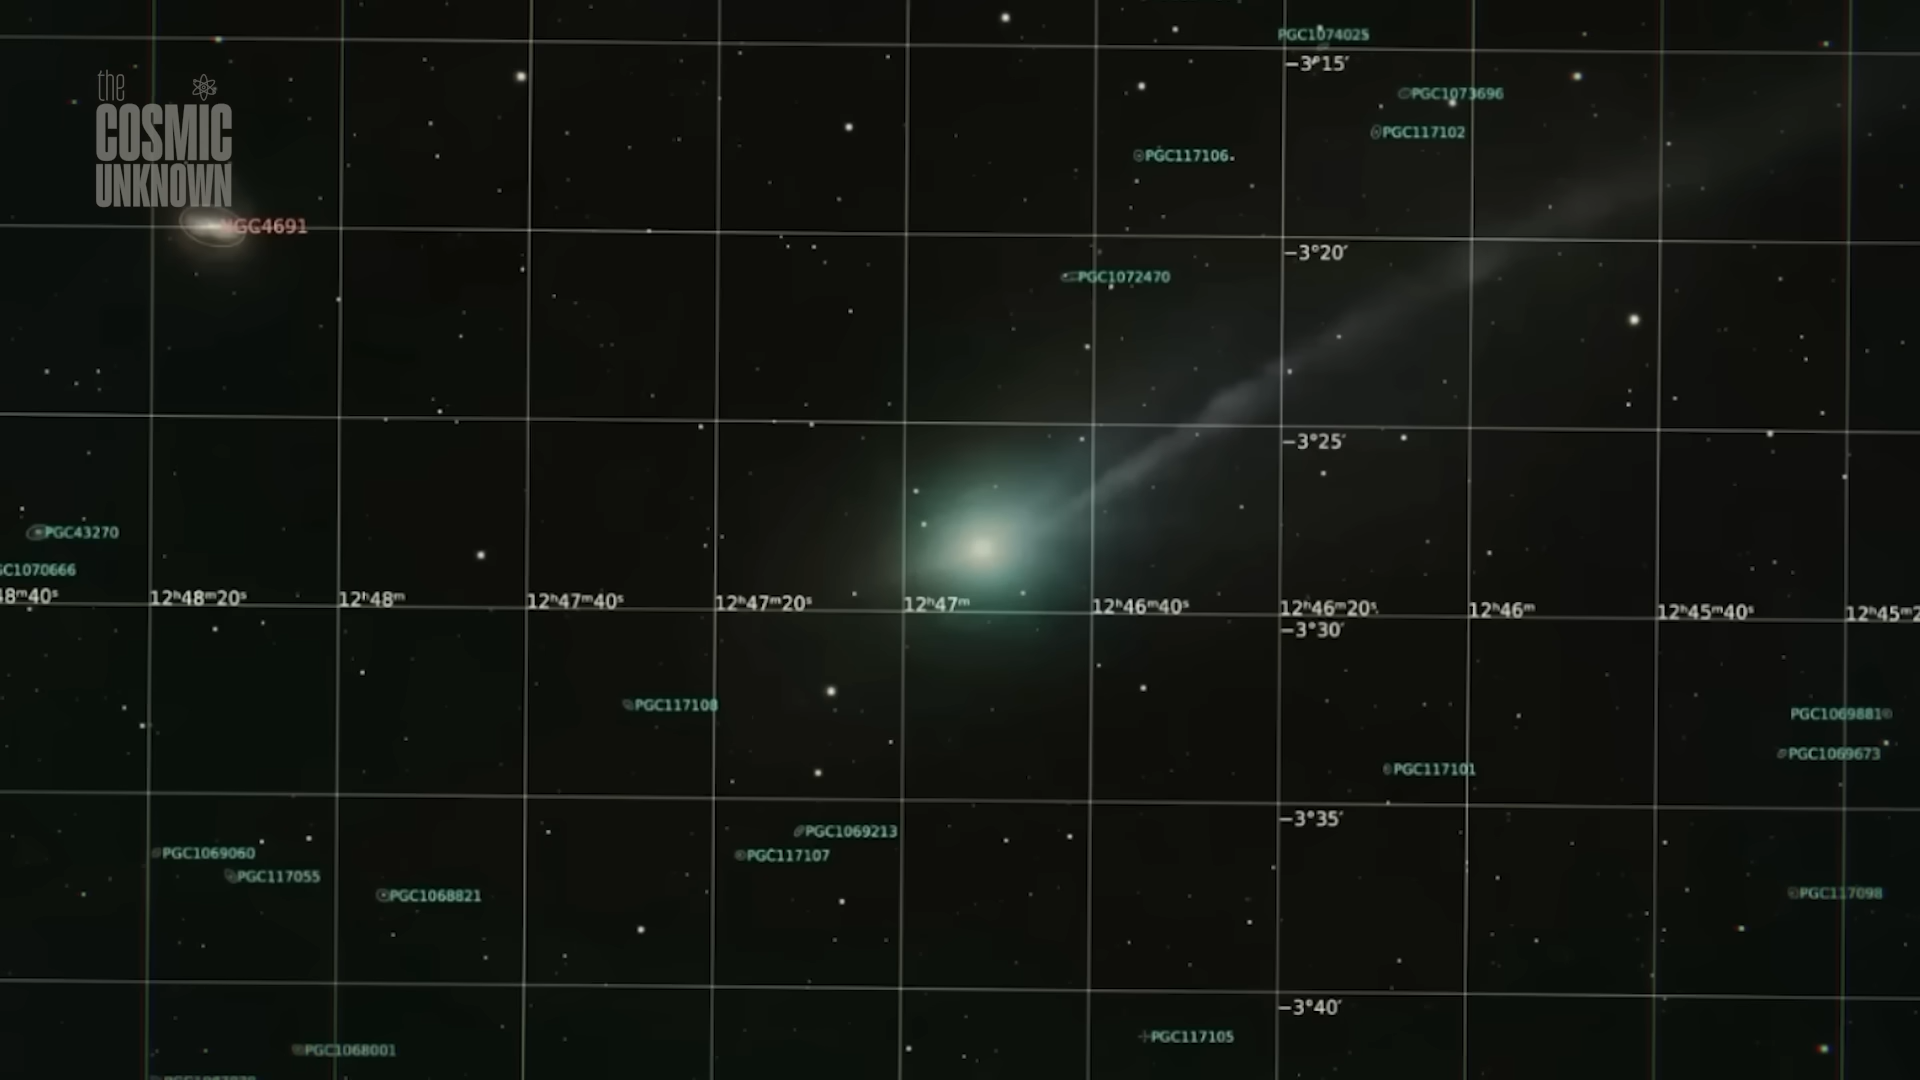 the
COSMIC
UNKNOWN
PGC1074025
−3°15′
PGC1073696
PGC117102
PGC117106
NGC4691
−3°20′
PGC1072470
−3°25′
PGC43270
12ʰ48ᵐ20ˢ
12ʰ48ᵐ
12ʰ47ᵐ40ˢ
12ʰ47ᵐ20ˢ
12ʰ47ᵐ
12ʰ46ᵐ40ˢ
12ʰ46ᵐ20ˢ
12ʰ46ᵐ
12ʰ45ᵐ40ˢ
−3°30′
PGC117108
PGC1069881
PGC1069673
PGC117101
−3°35′
PGC1069213
PGC117107
PGC1069060
PGC117055
PGC1068821
PGC117098
−3°40′
PGC117105
PGC1068001